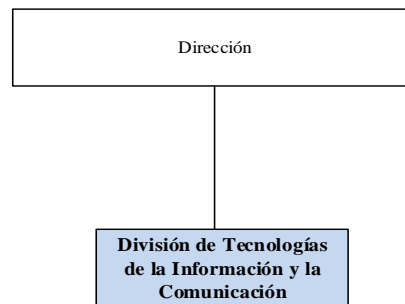 Dirección
División de Tecnologías
de la Información y la
Comunicación